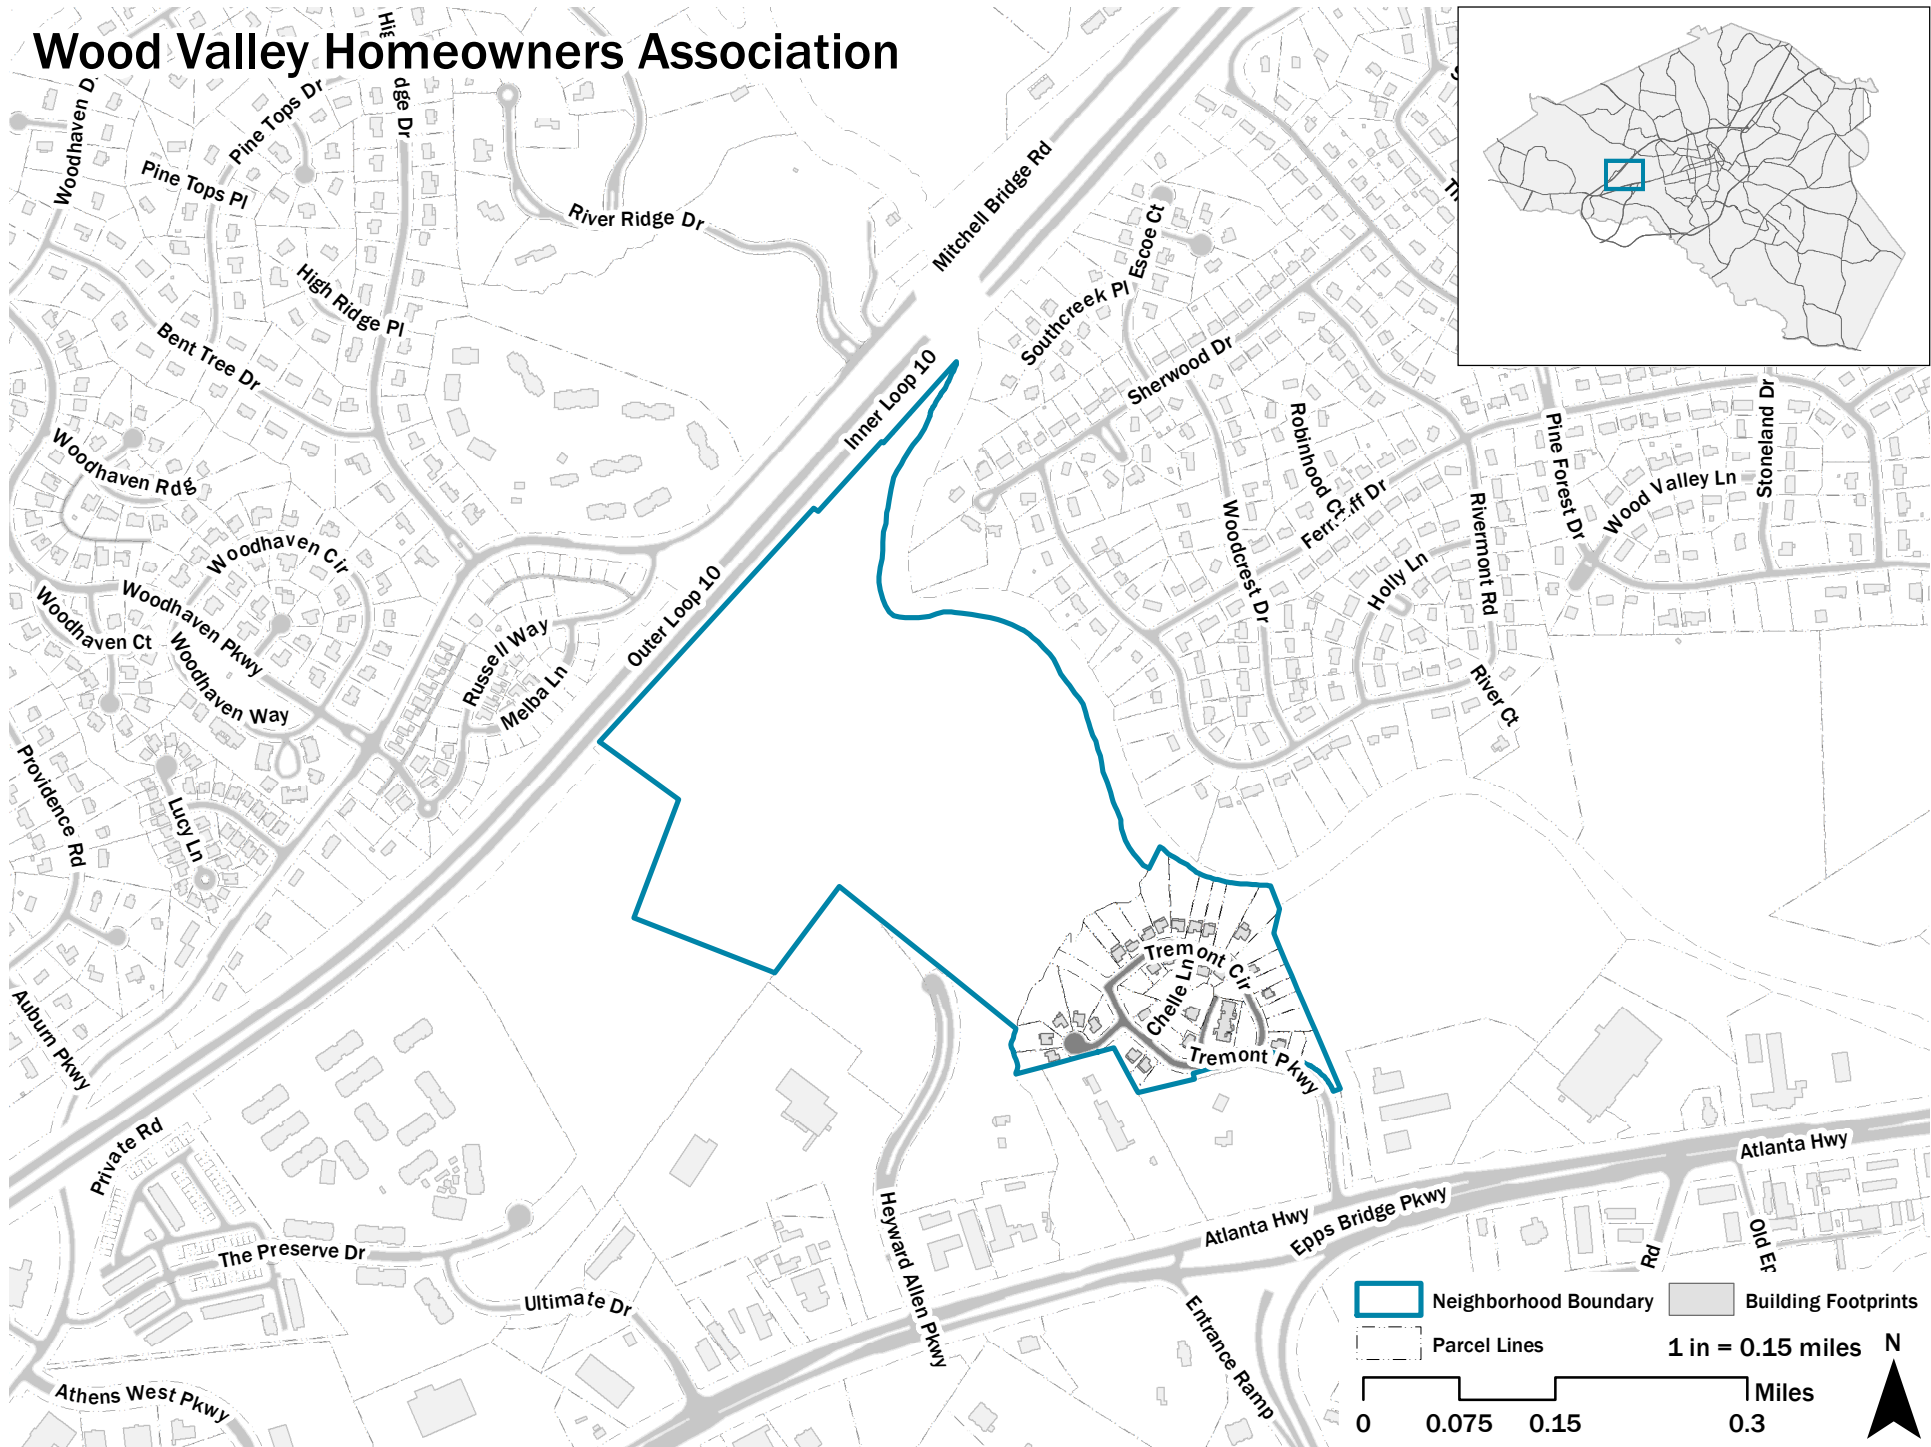 Wood Valley Homeowners Association
Woodhaven D
Pine Tops Dr
Pine Tops Pl
dge Dr
River Ridge Dr
Mitchell Bridge Rd
Escoe Ct
Southcreek Pl
High Ridge Pl
Bent Tree Dr
Sherwood Dr
Inner Loop 10
Robinhood Ct
Pine Forest Dr
Stoneland Dr
Wood Valley Ln
Woodhaven Rdg
Woodcrest Dr
Rivermont Rd
Woodhaven Cir
Holly Ln
Woodhaven Pkwy
Woodhaven Ct
Woodhaven Way
Russell Way
Melba Ln
Outer Loop 10
River Ct
Providence Rd
Lucy Ln
Tremont Cir
Chelle Ln
Tremont Pkwy
Auburn Pkwy
Private Rd
Atlanta Hwy
Atlanta Hwy
Epps Bridge Pkwy
Heyward Allen Pkwy
The Preserve Dr
Ultimate Dr
Entrance Ramp
Rd
Old Ep
Athens West Pkwy
Neighborhood Boundary
Building Footprints
Parcel Lines
1 in = 0.15 miles
N
Miles
0 0.075 0.15 0.3